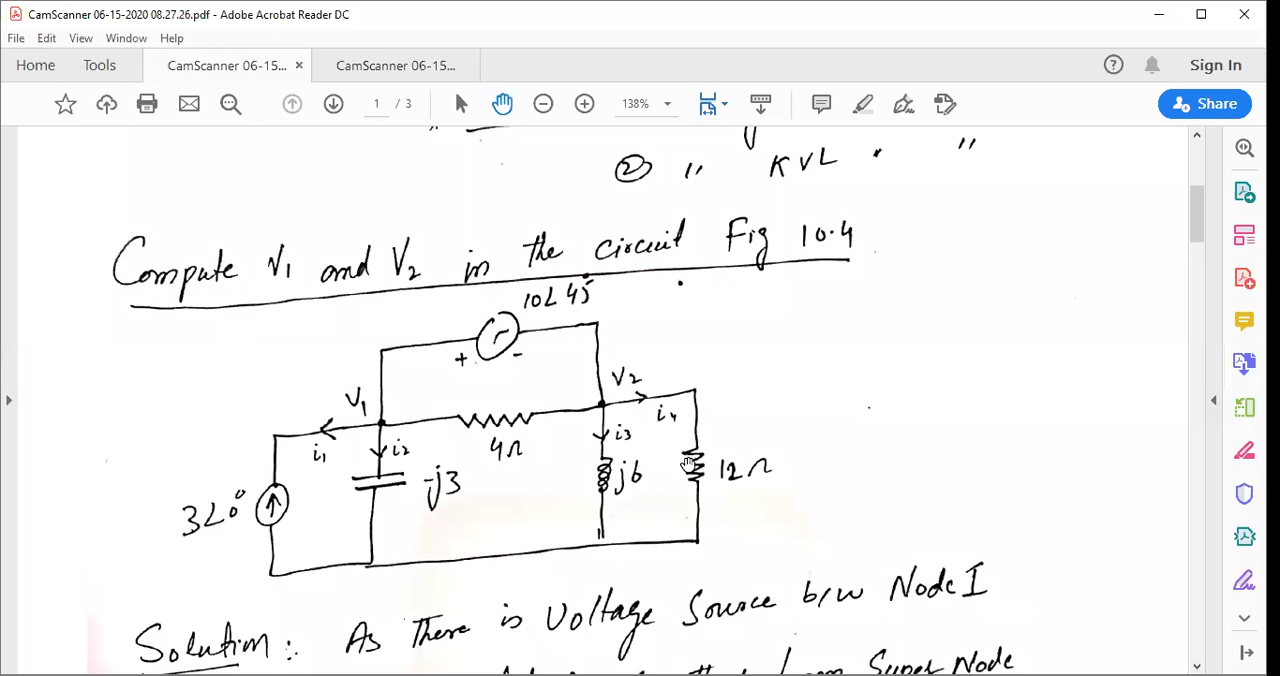 CamScanner 06-15-2020 08.27.26.pdf - Adobe Acrobat Reader DC
File Edit View Window Help
Home Tools CamScanner 06-15... × CamScanner 06-15... Sign In
1 / 3 138% Share
② " KVL "
Compute V1 and V2 in the circuit Fig 10.4
10∠45
+ -
V1 V2
i1 i2 4Ω i3 i4
3∠0° -j3 j6 12Ω
Solution:. As There is Voltage Source b/w Node I
Super Node